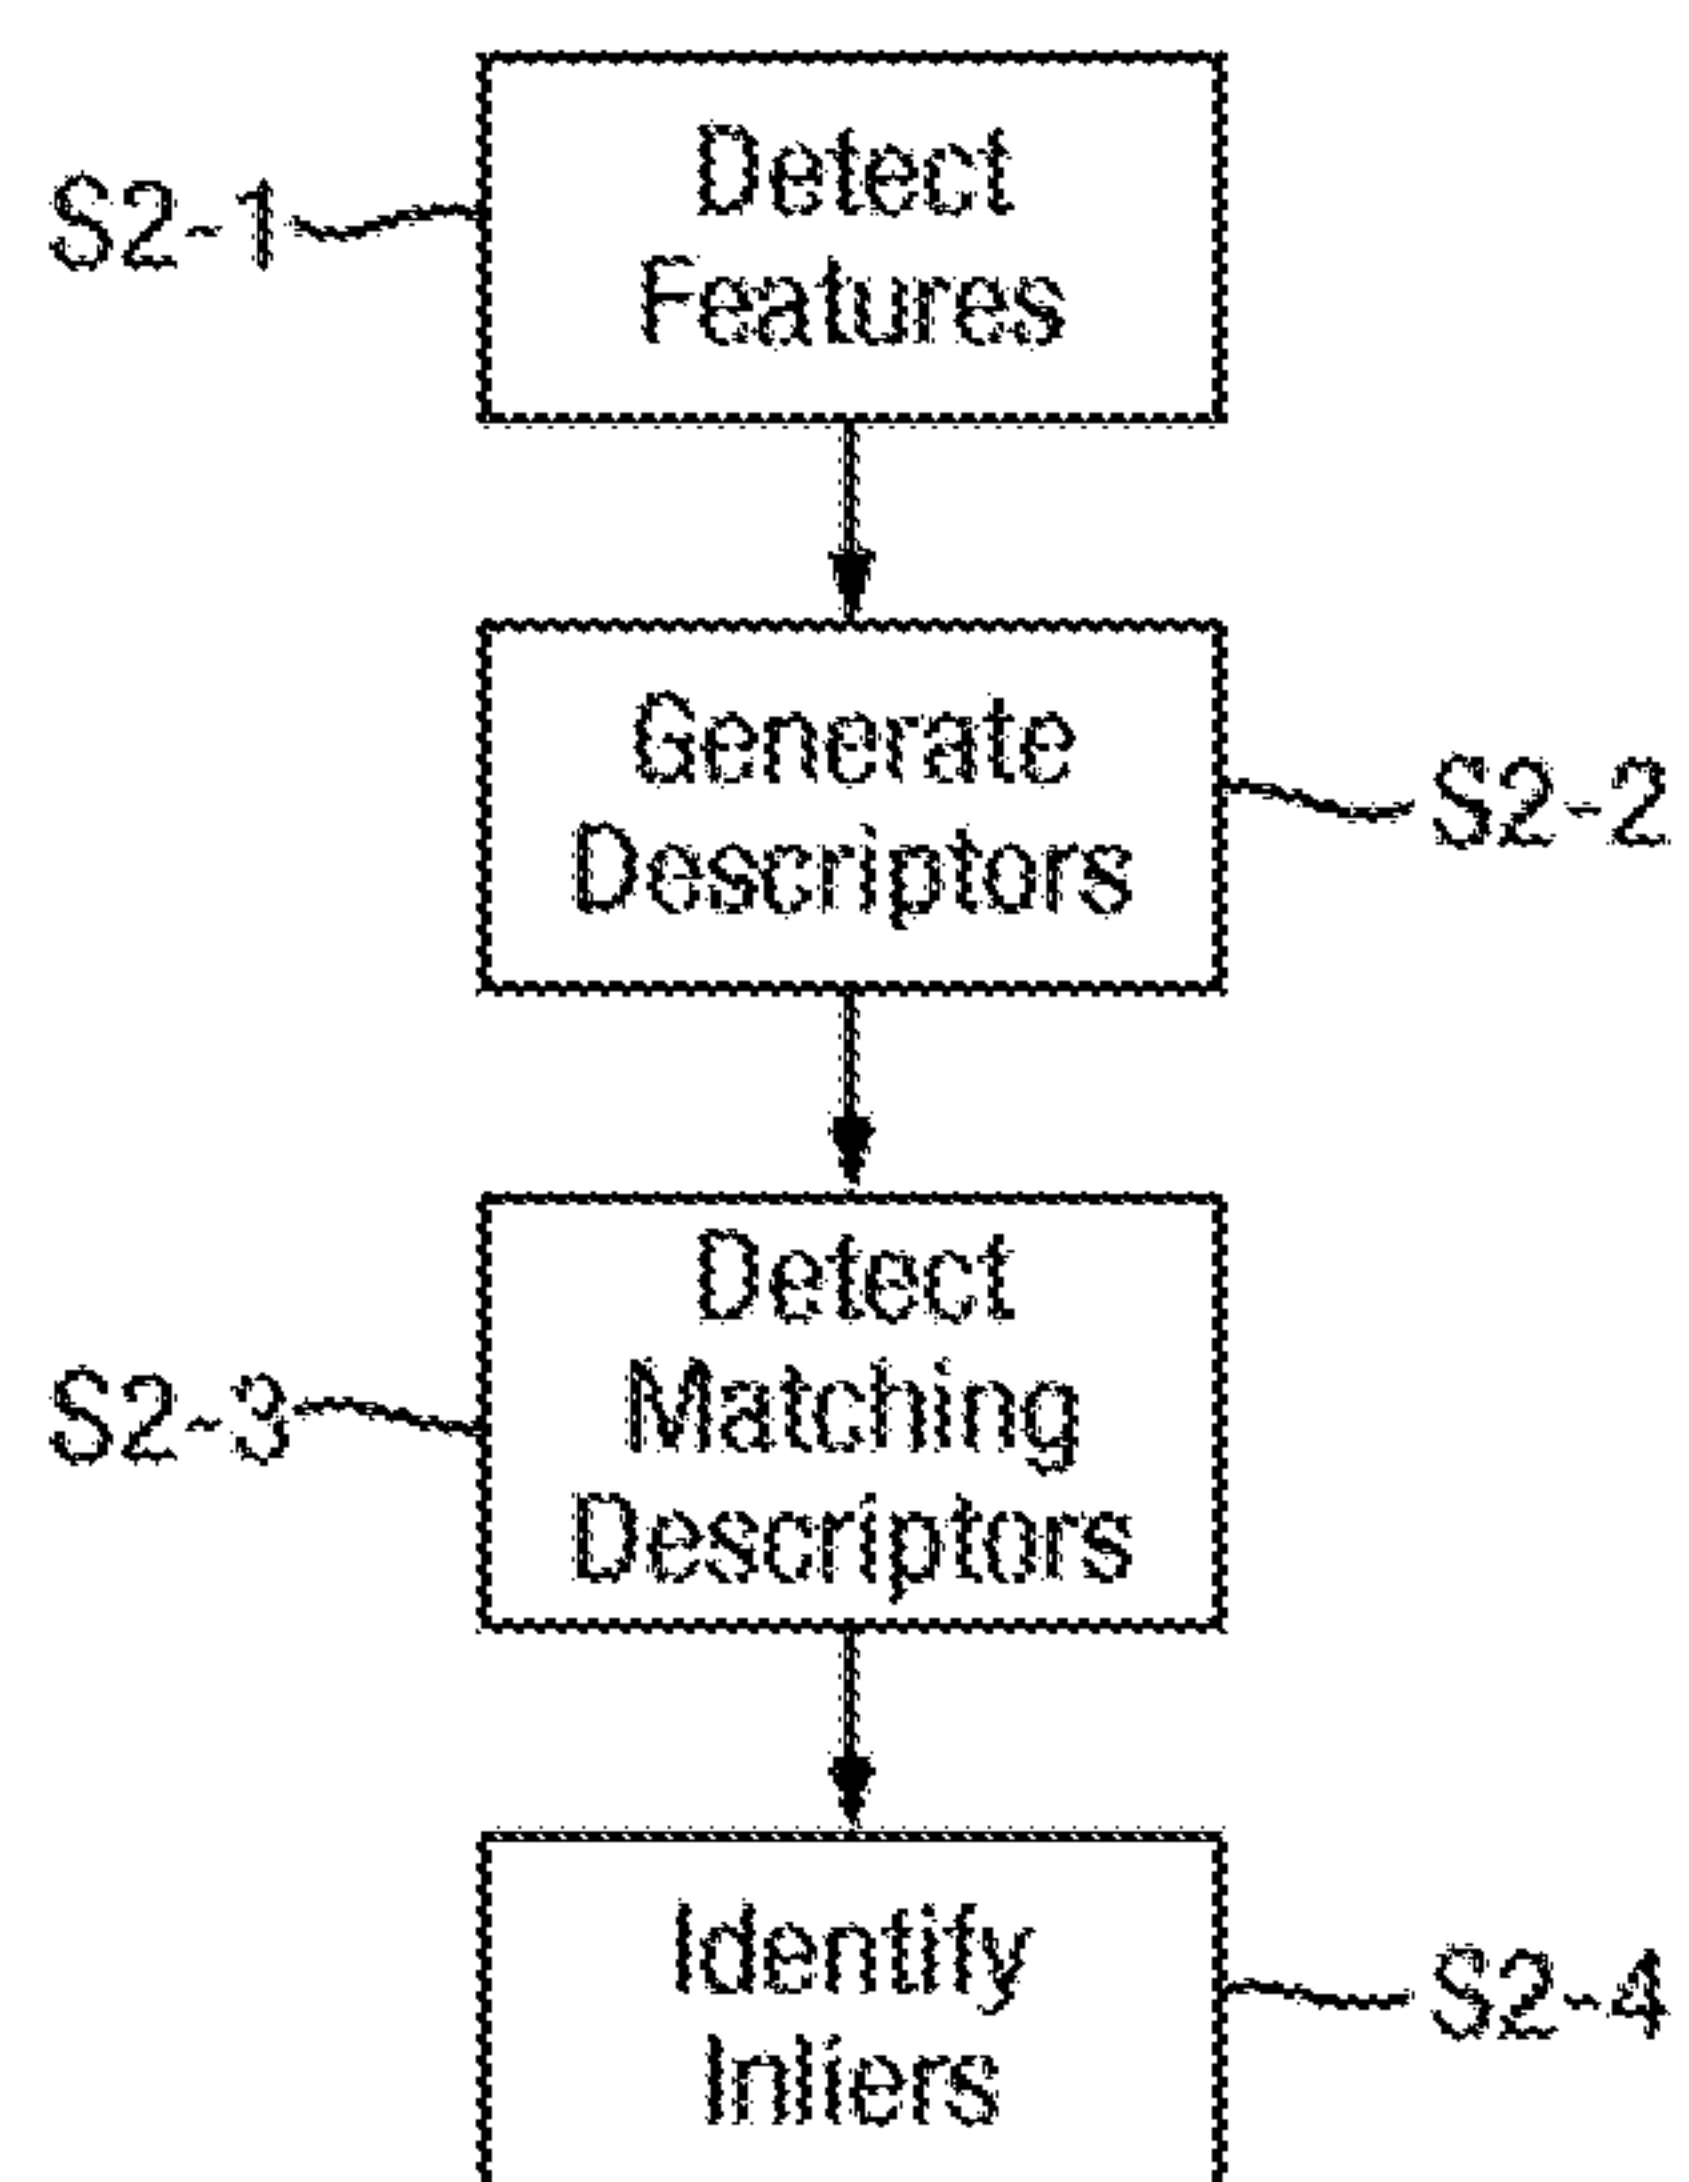 S2-1
Detect
Features
Generate
Descriptors
S2-2
Detect
Matching
Descriptors
S2-3
Identify
Inliers
S2-4